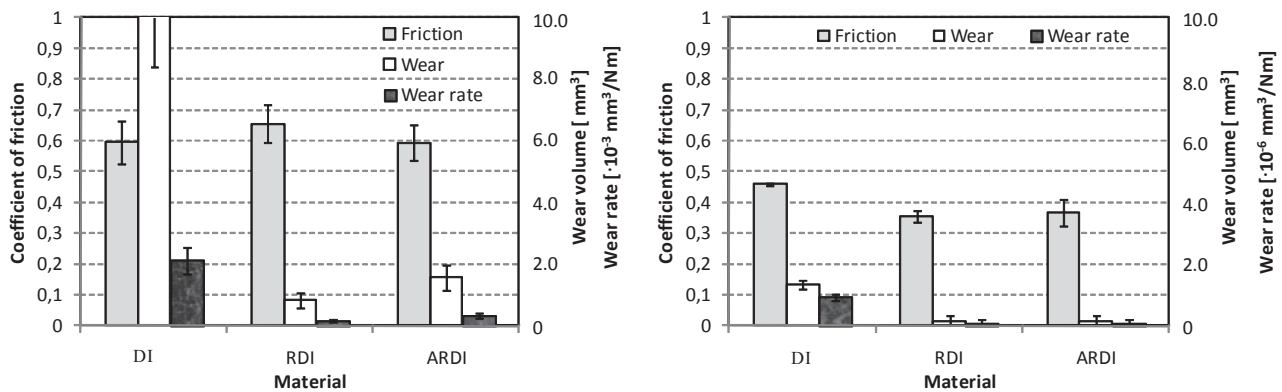 1
0,9
0,8
0,7
0,6
0,5
0,4
0,3
0,2
0,1
0
Coefficient of friction
Friction
Wear
Wear rate
10.0
8.0
6.0
4.0
2.0
0
Wear volume [ mm³]
Wear rate [·10⁻³ mm³/Nm]
DI RDI ARDI
Material
1
0,9
0,8
0,7
0,6
0,5
0,4
0,3
0,2
0,1
0
Coefficient of friction
Friction Wear Wear rate
10.0
8.0
6.0
4.0
2.0
0
Wear volume [ mm³]
Wear rate [·10⁻⁶ mm³/Nm]
DI RDI ARDI
Material